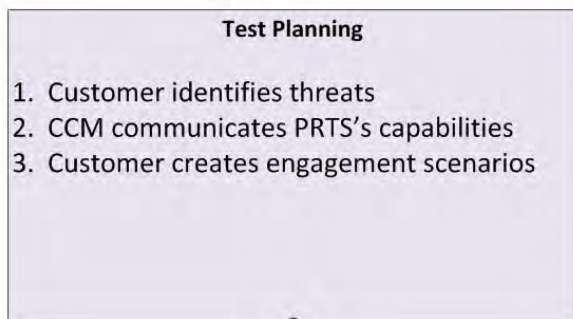 Test Planning
1. Customer identifies threats
2. CCM communicates PRTS’s capabilities
3. Customer creates engagement scenarios